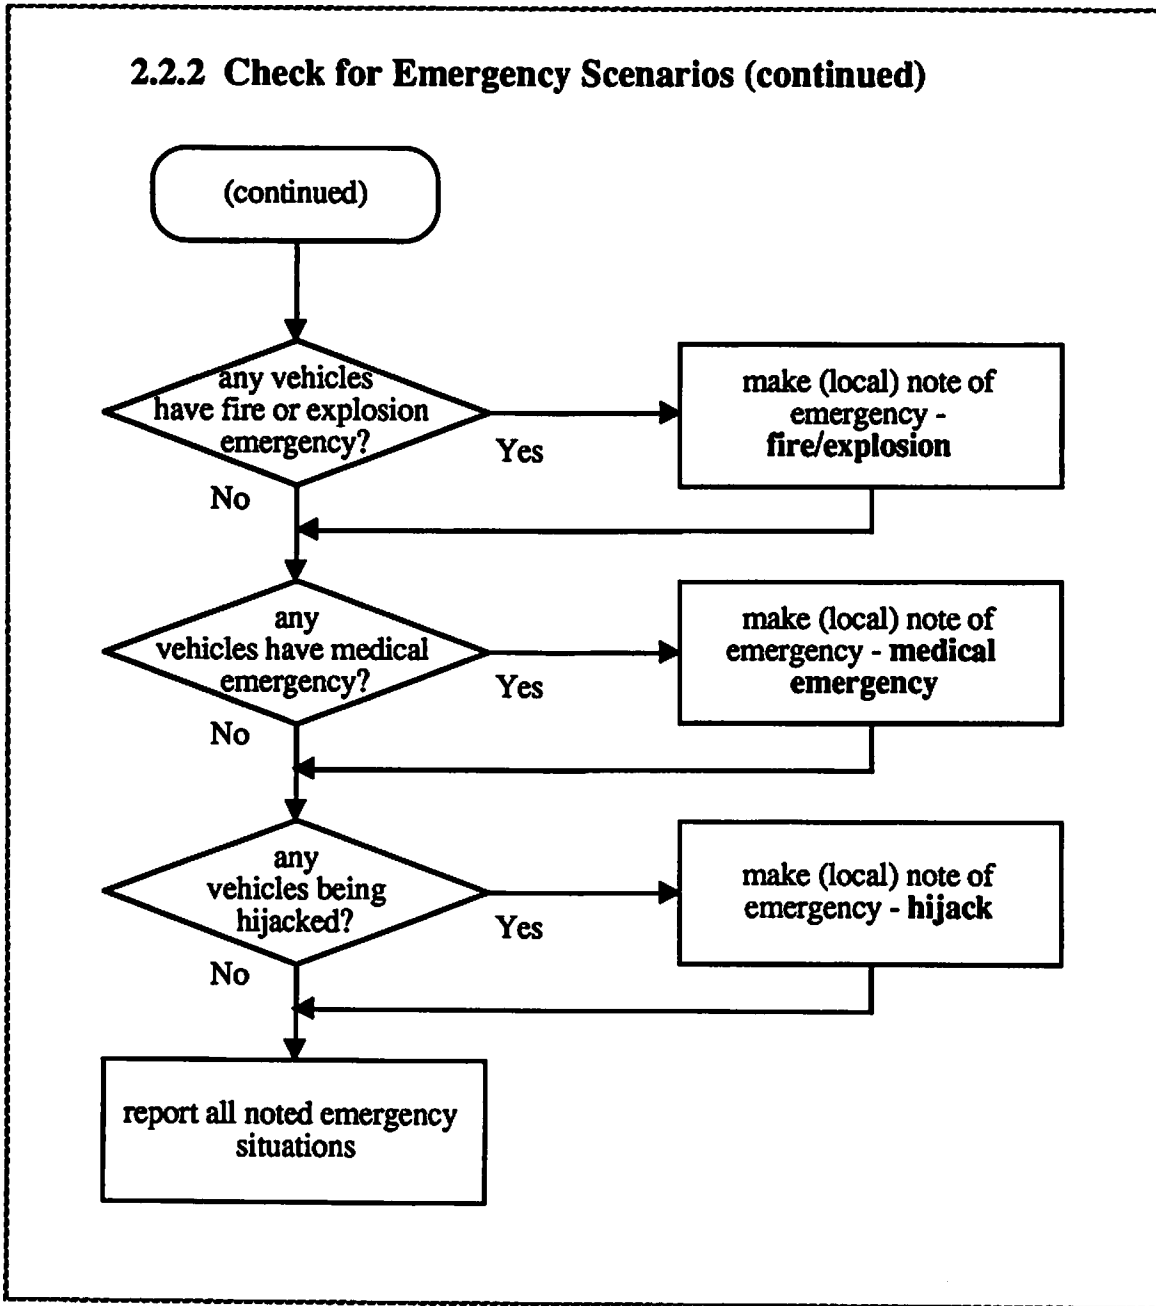 2.2.2 Check for Emergency Scenarios (continued)
(continued)
any vehicles
have fire or explosion
emergency?
Yes
No
make (local) note of
emergency -
fire/explosion
any
vehicles have medical
emergency?
Yes
No
make (local) note of
emergency - medical
emergency
any
vehicles being
hijacked?
Yes
No
make (local) note of
emergency - hijack
report all noted emergency
situations